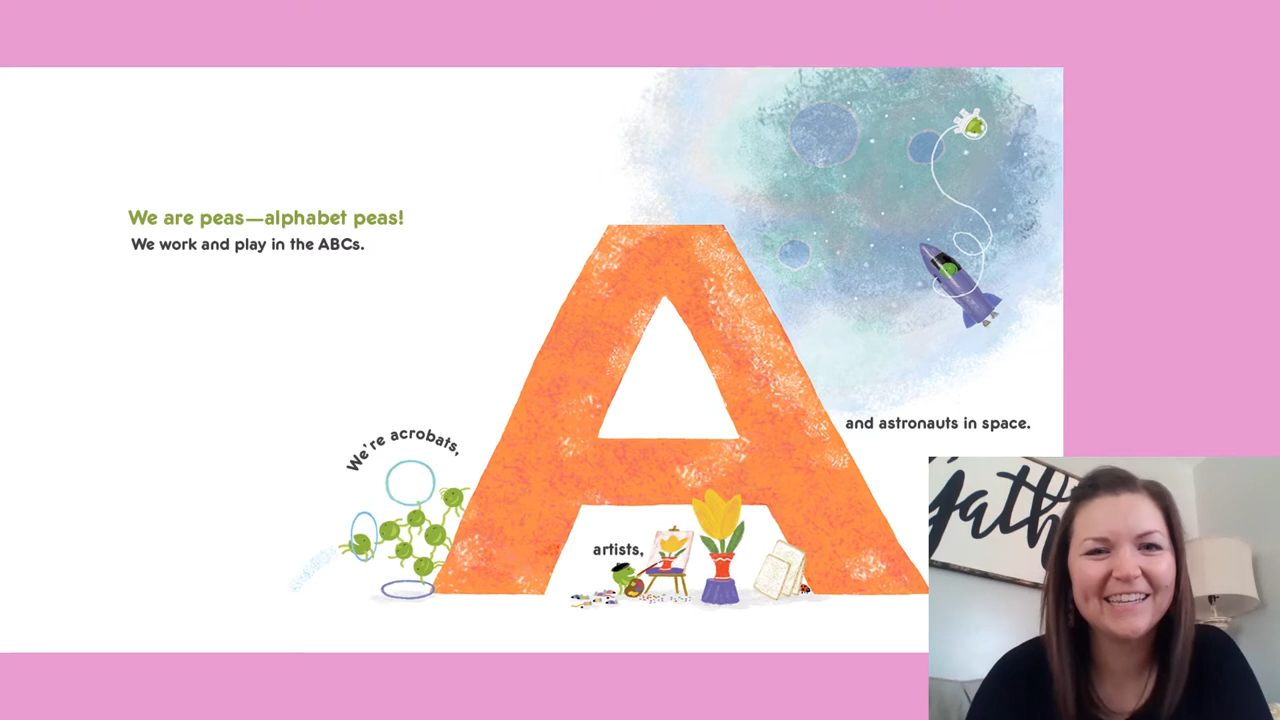 We are peas—alphabet peas!
We work and play in the ABCs.
We're acrobats,
artists,
and astronauts in space.
A